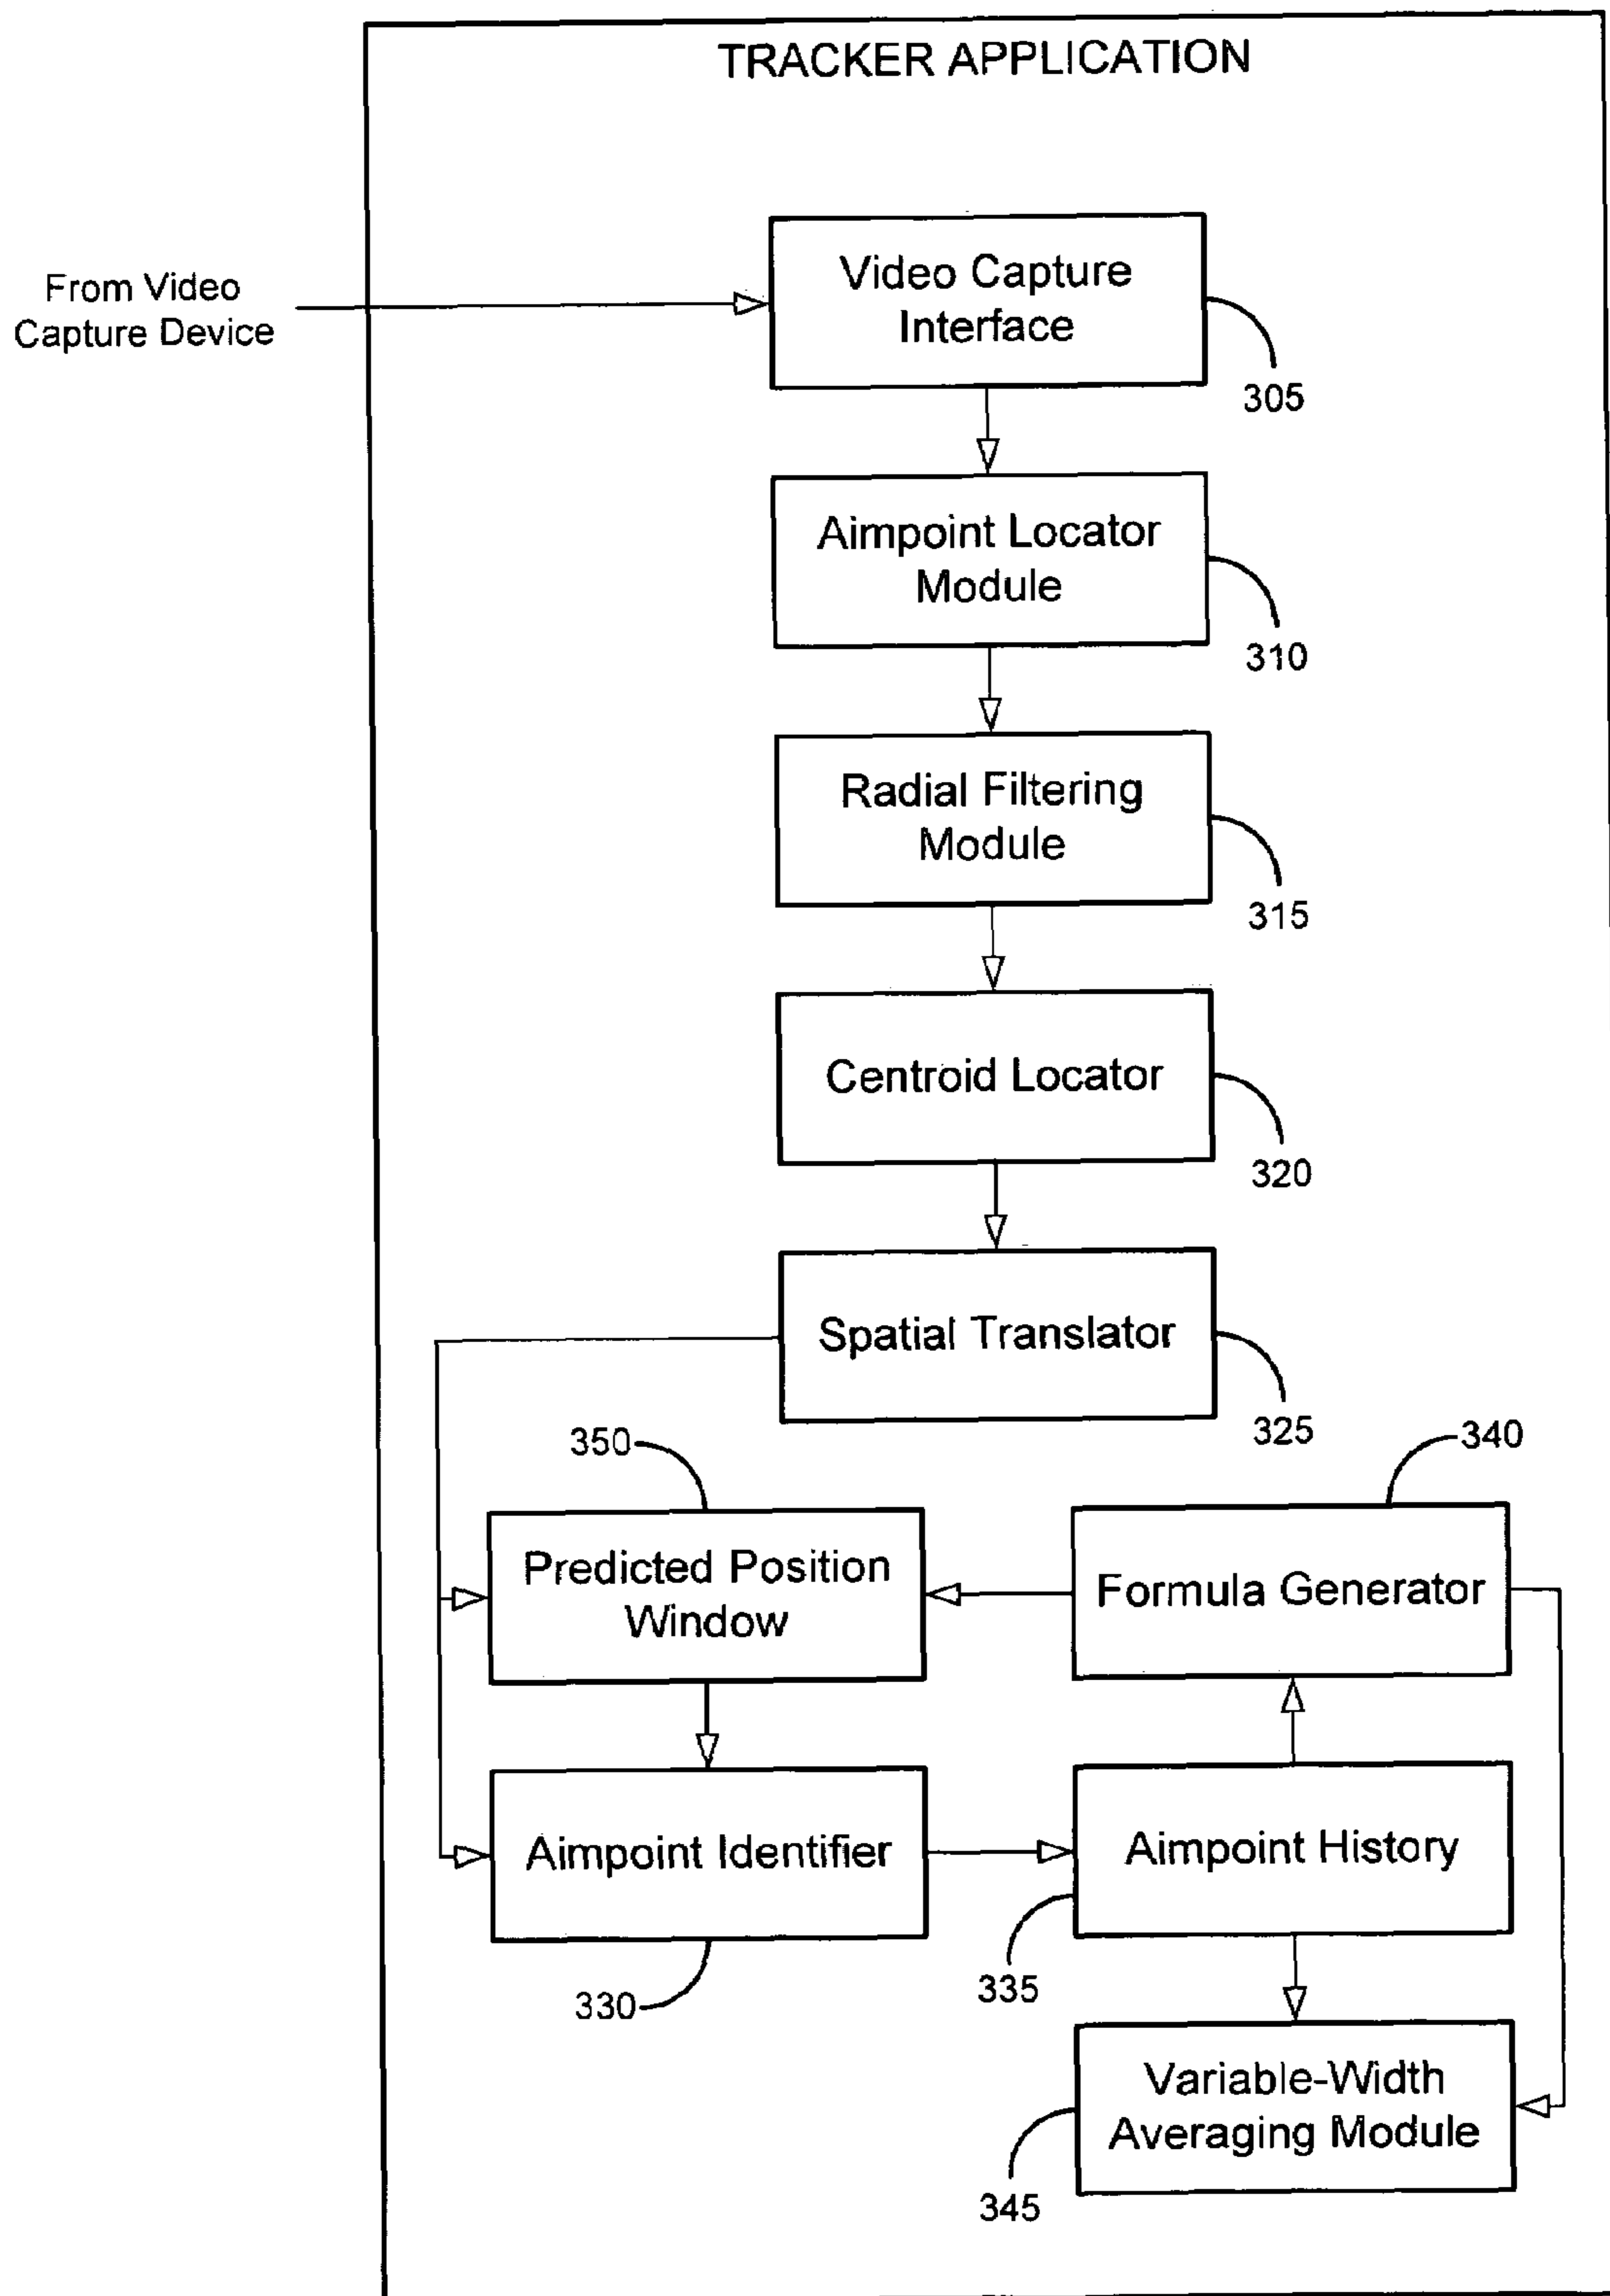 TRACKER APPLICATION
From Video
Capture Device
Video Capture
Interface
305
Aimpoint Locator
Module
310
Radial Filtering
Module
315
Centroid Locator
320
Spatial Translator
325
350
340
Predicted Position
Window
Formula Generator
Aimpoint Identifier
Aimpoint History
330
335
Variable-Width
Averaging Module
345